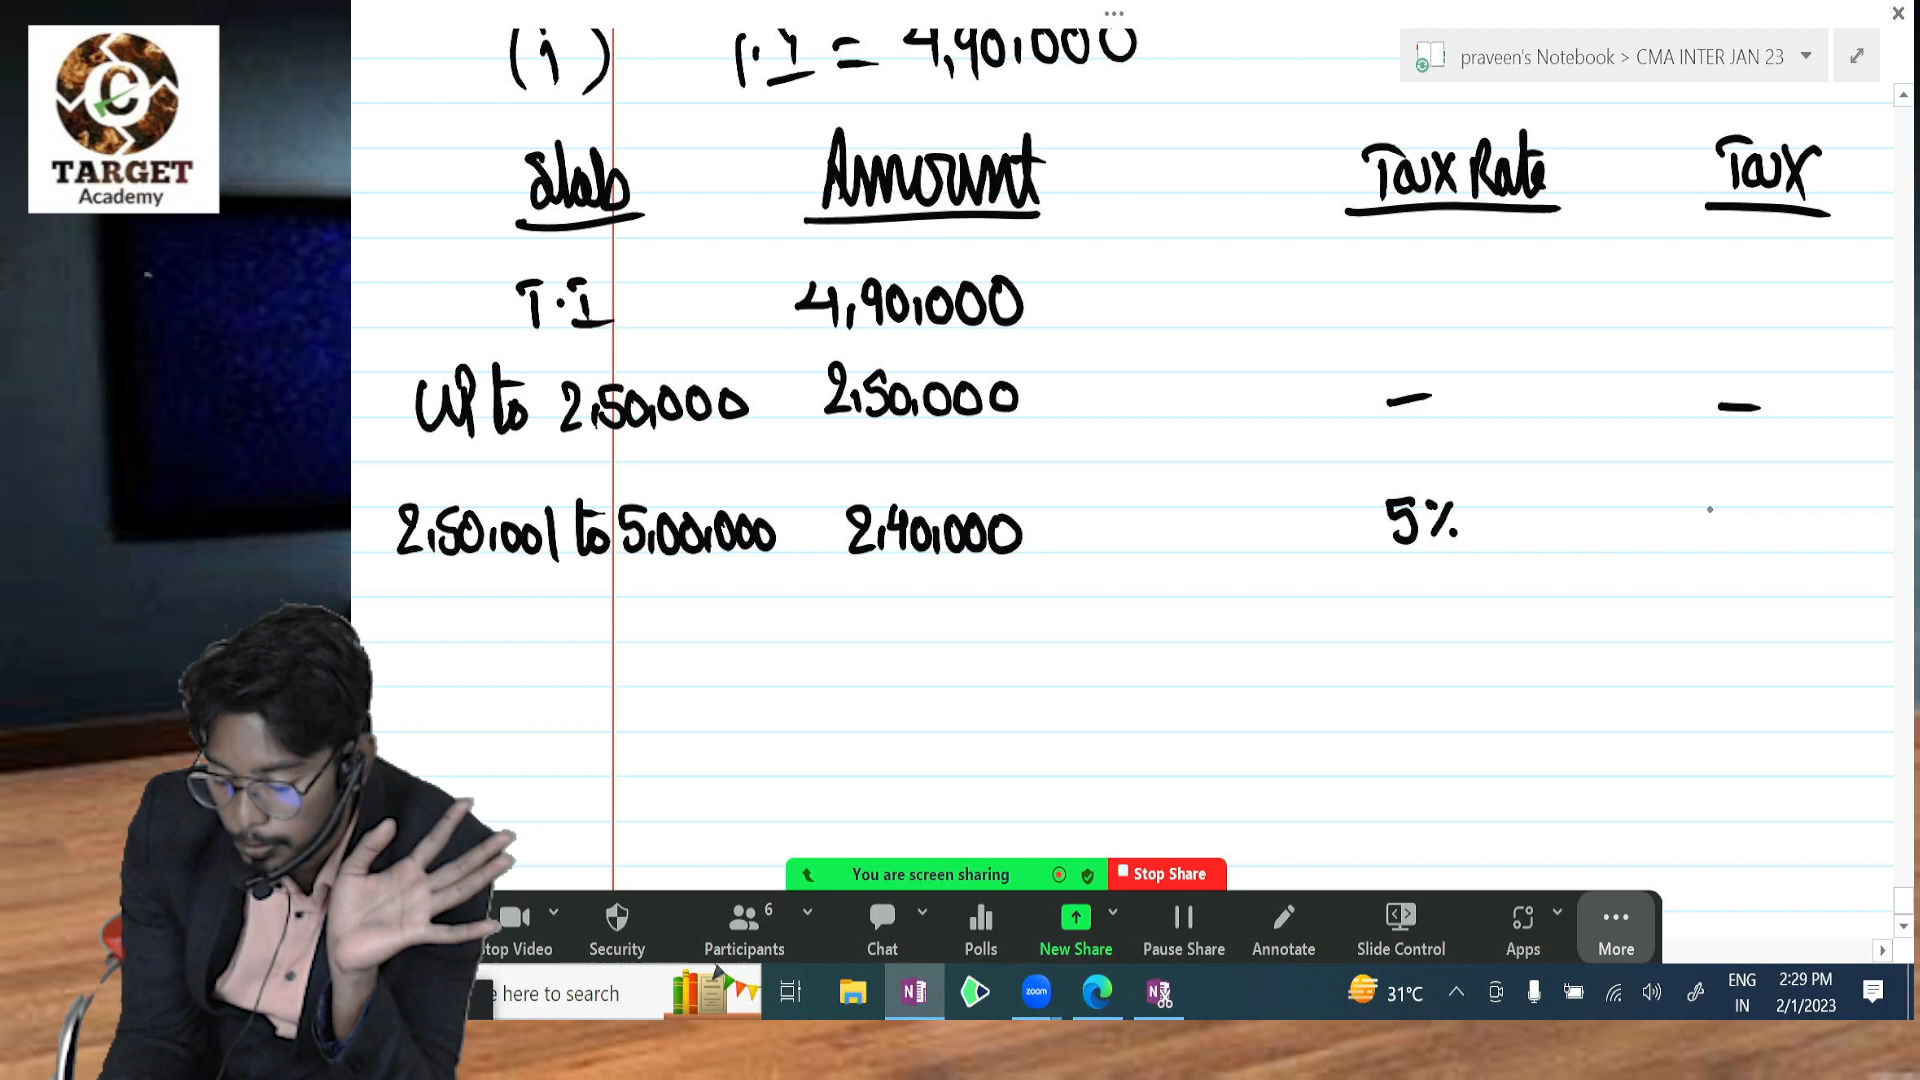 (i) T.I = 4,90,000
praveen's Notebook > CMA INTER JAN 23
TARGET
Academy
Slab Amount Tax Rate Tax
T.I 4,90,000
UP to 2,50,000 2,50,000 — —
2,50,001 to 5,00,000 2,40,000 5%
You are screen sharing Stop Share
6
top Video Security Participants Chat Polls New Share Pause Share Annotate Slide Control Apps More
e here to search zoom 31°C ENG 2:29 PM
IN 2/1/2023